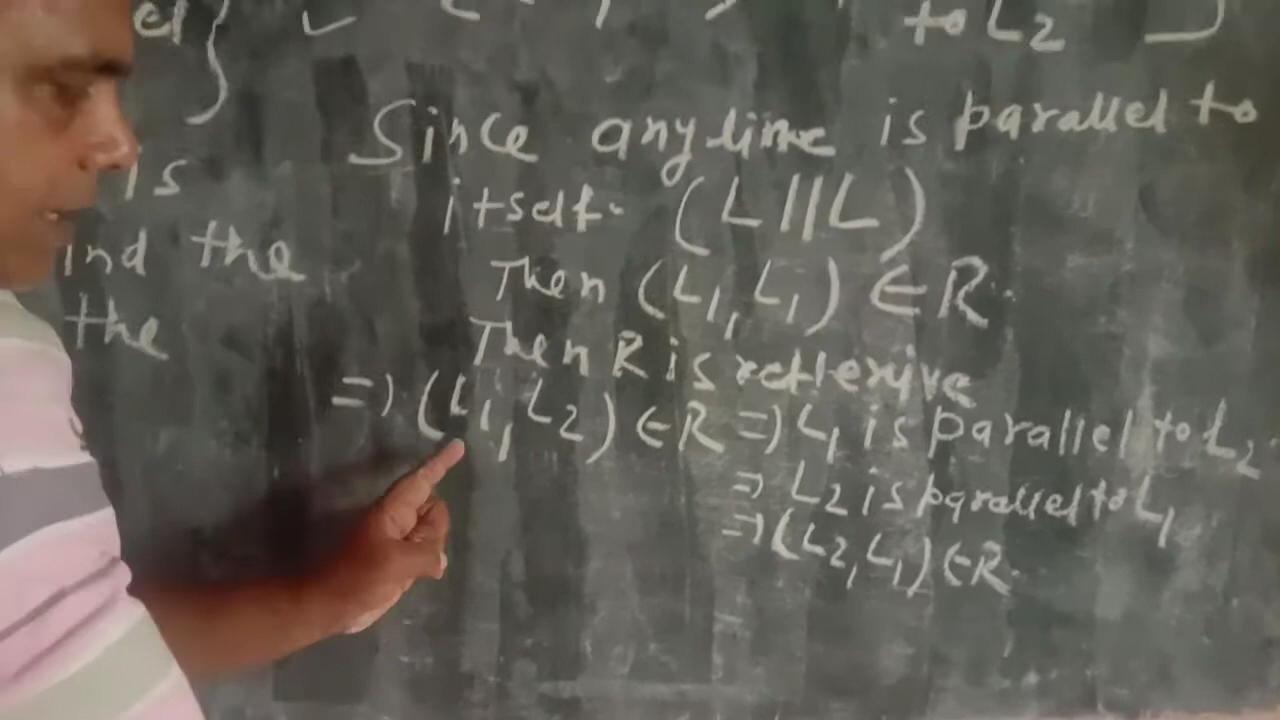 to L2
Since any line is parallel to
itself. (L||L)
Then (L1, L1) ∈ R.
Then R is reflexive
=> (L1, L2) ∈ R => L1 is parallel to L2
=> L2 is parallel to L1
=> (L2, L1) ∈ R.
is
ind the
the